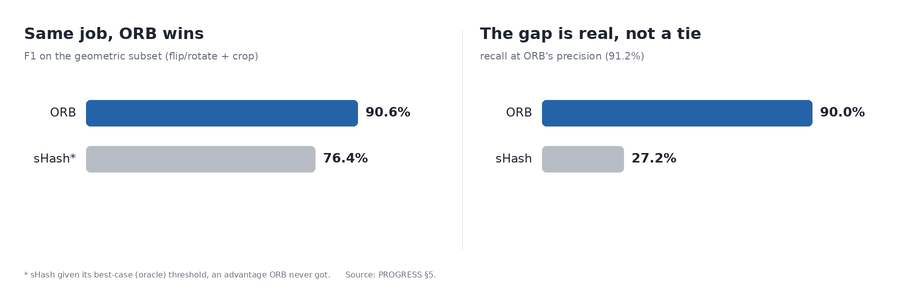 Same job, ORB wins
F1 on the geometric subset (flip/rotate + crop)
ORB 90.6%
sHash* 76.4%
The gap is real, not a tie
recall at ORB's precision (91.2%)
ORB 90.0%
sHash 27.2%
* sHash given its best-case (oracle) threshold, an advantage ORB never got. Source: PROGRESS §5.